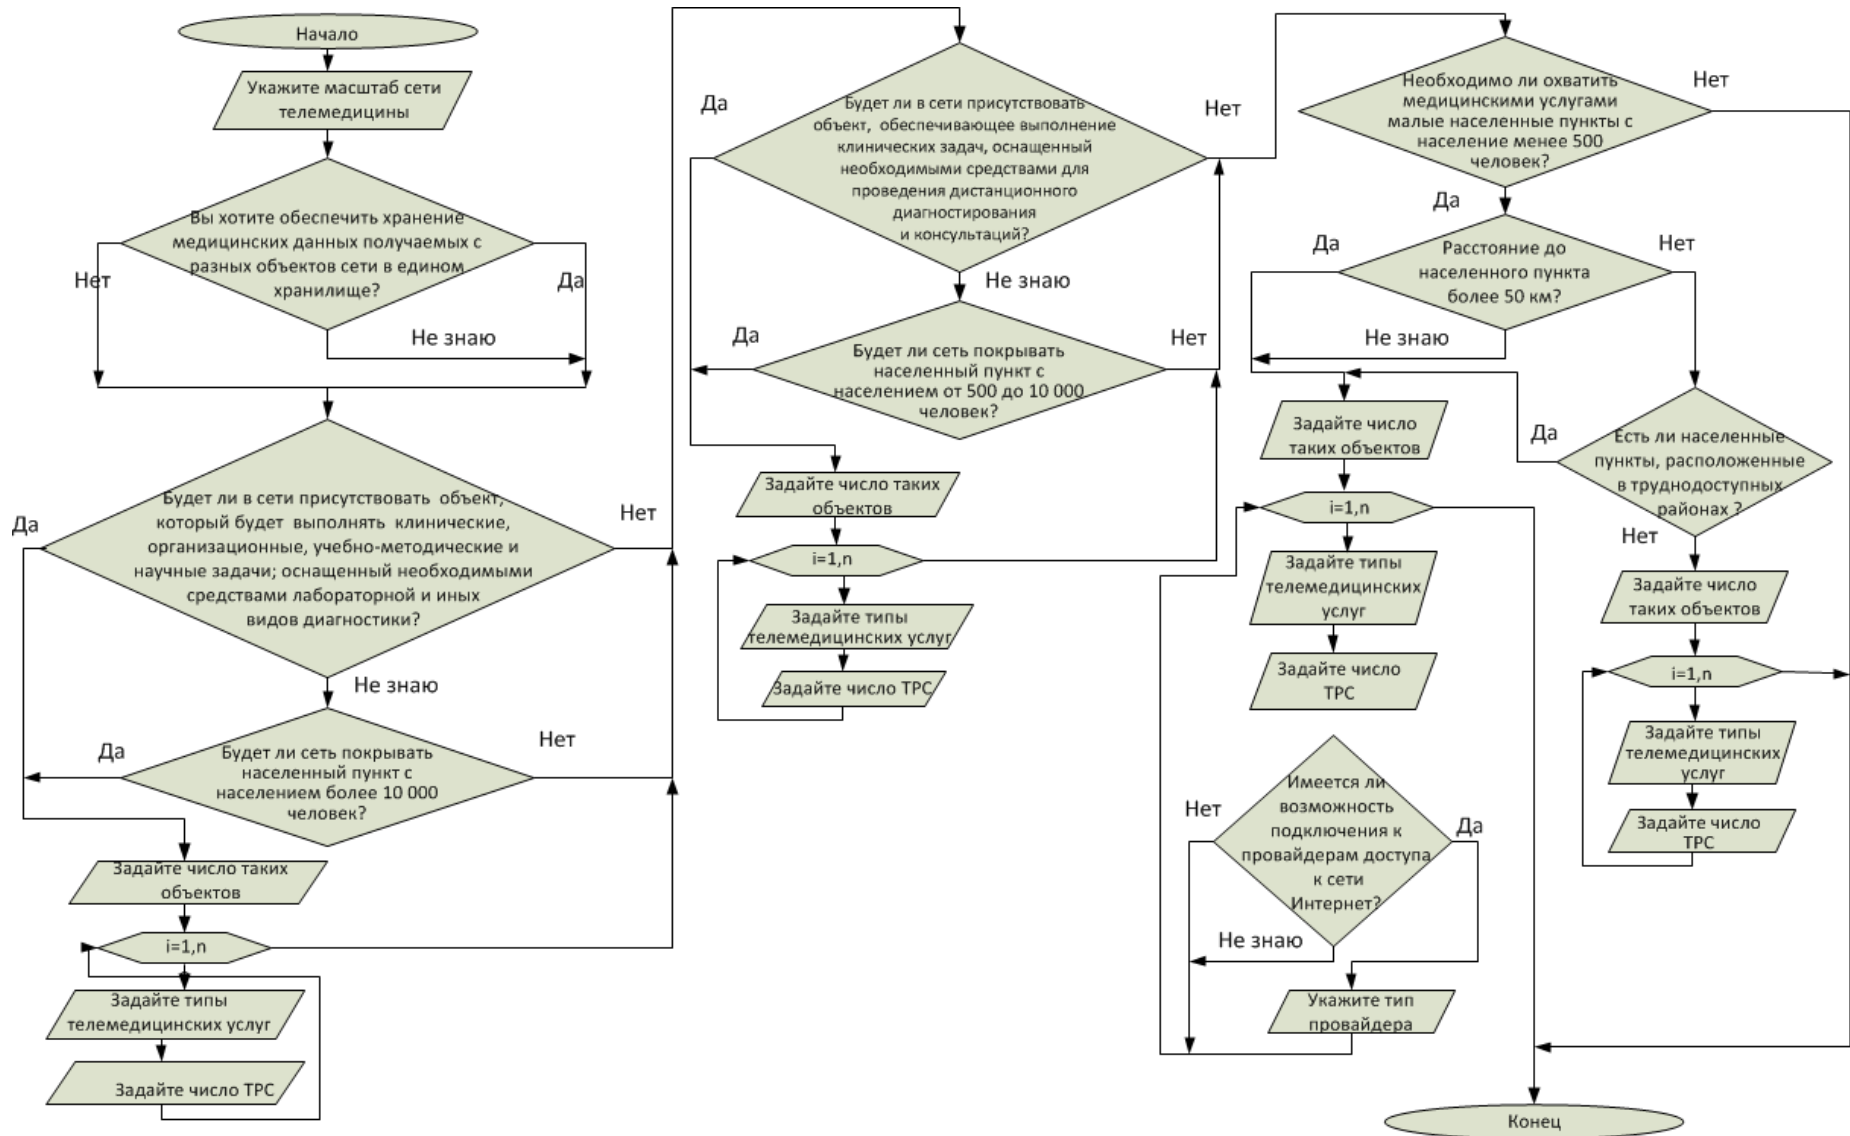 Начало
Укажите масштаб сети
телемедицины
Вы хотите обеспечить хранение
медицинских данных получаемых с
разных объектов сети в едином
хранилище?
Нет
Да
Не знаю
Будет ли в сети присутствовать объект,
который будет выполнять клинические,
организационные, учебно-методические и
научные задачи; оснащенный необходимыми
средствами лабораторной и иных
видов диагностики?
Да
Нет
Не знаю
Будет ли сеть покрывать
населенный пункт с
населением более 10 000
человек?
Да
Нет
Задайте число таких
объектов
i=1,n
Задайте типы
телемедицинских услуг
Задайте число ТРС
Будет ли в сети присутствовать
объект, обеспечивающее выполнение
клинических задач, оснащенный
необходимыми средствами для
проведения дистанционного
диагностирования
и консультаций?
Да
Нет
Не знаю
Будет ли сеть покрывать
населенный пункт с
населением от 500 до 10 000
человек?
Да
Нет
Задайте число таких
объектов
i=1,n
Задайте типы
телемедицинских услуг
Задайте число ТРС
Необходимо ли охватить
медицинскими услугами
малые населенные пункты с
население менее 500
человек?
Нет
Да
Расстояние до
населенного пункта
более 50 км?
Да
Нет
Не знаю
Задайте число
таких объектов
i=1,n
Задайте типы
телемедицинских
услуг
Задайте число
ТРС
Есть ли населенные
пункты, расположенные
в труднодоступных
районах ?
Да
Нет
Задайте число
таких объектов
i=1,n
Задайте типы
телемедицинских
услуг
Задайте число
ТРС
Имеется ли
возможность
подключения к
провайдерам доступа
к сети
Интернет?
Нет
Да
Не знаю
Укажите тип
провайдера
Конец